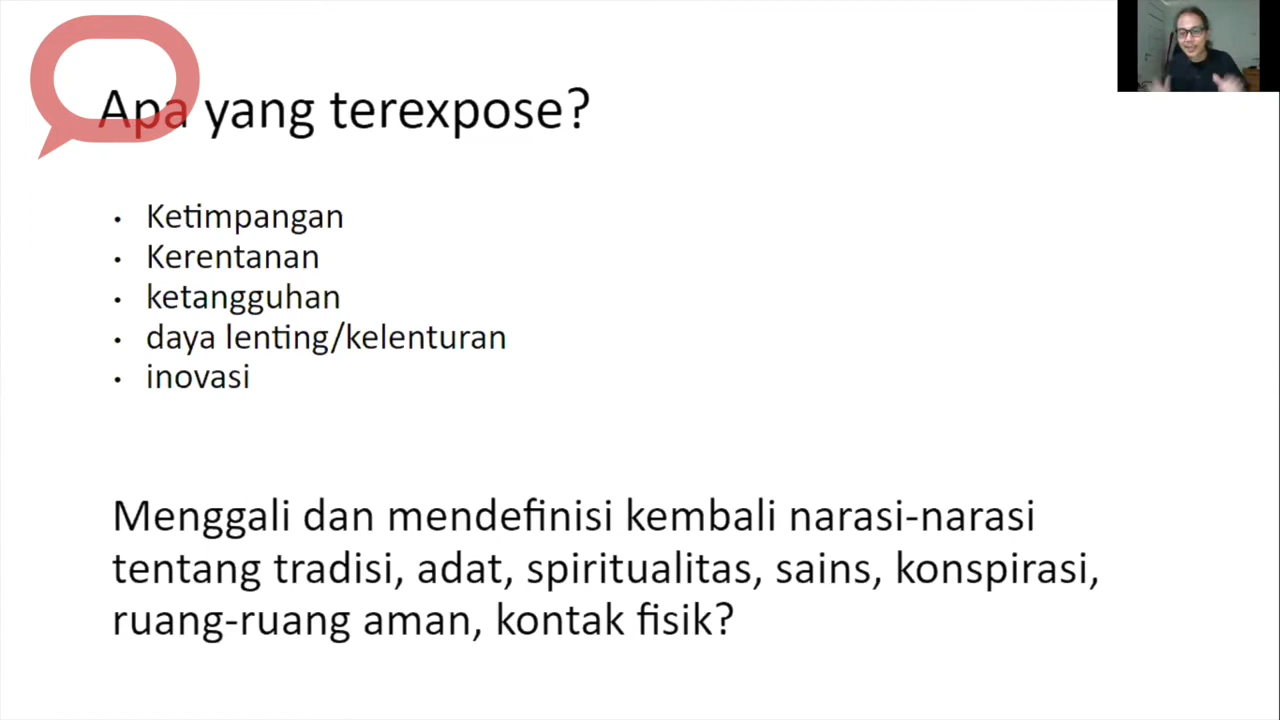 Apa yang terexpose?
• Ketimpangan
• Kerentanan
• ketangguhan
• daya lenting/kelenturan
• inovasi
Menggali dan mendefinisi kembali narasi-narasi
tentang tradisi, adat, spiritualitas, sains, konspirasi,
ruang-ruang aman, kontak fisik?